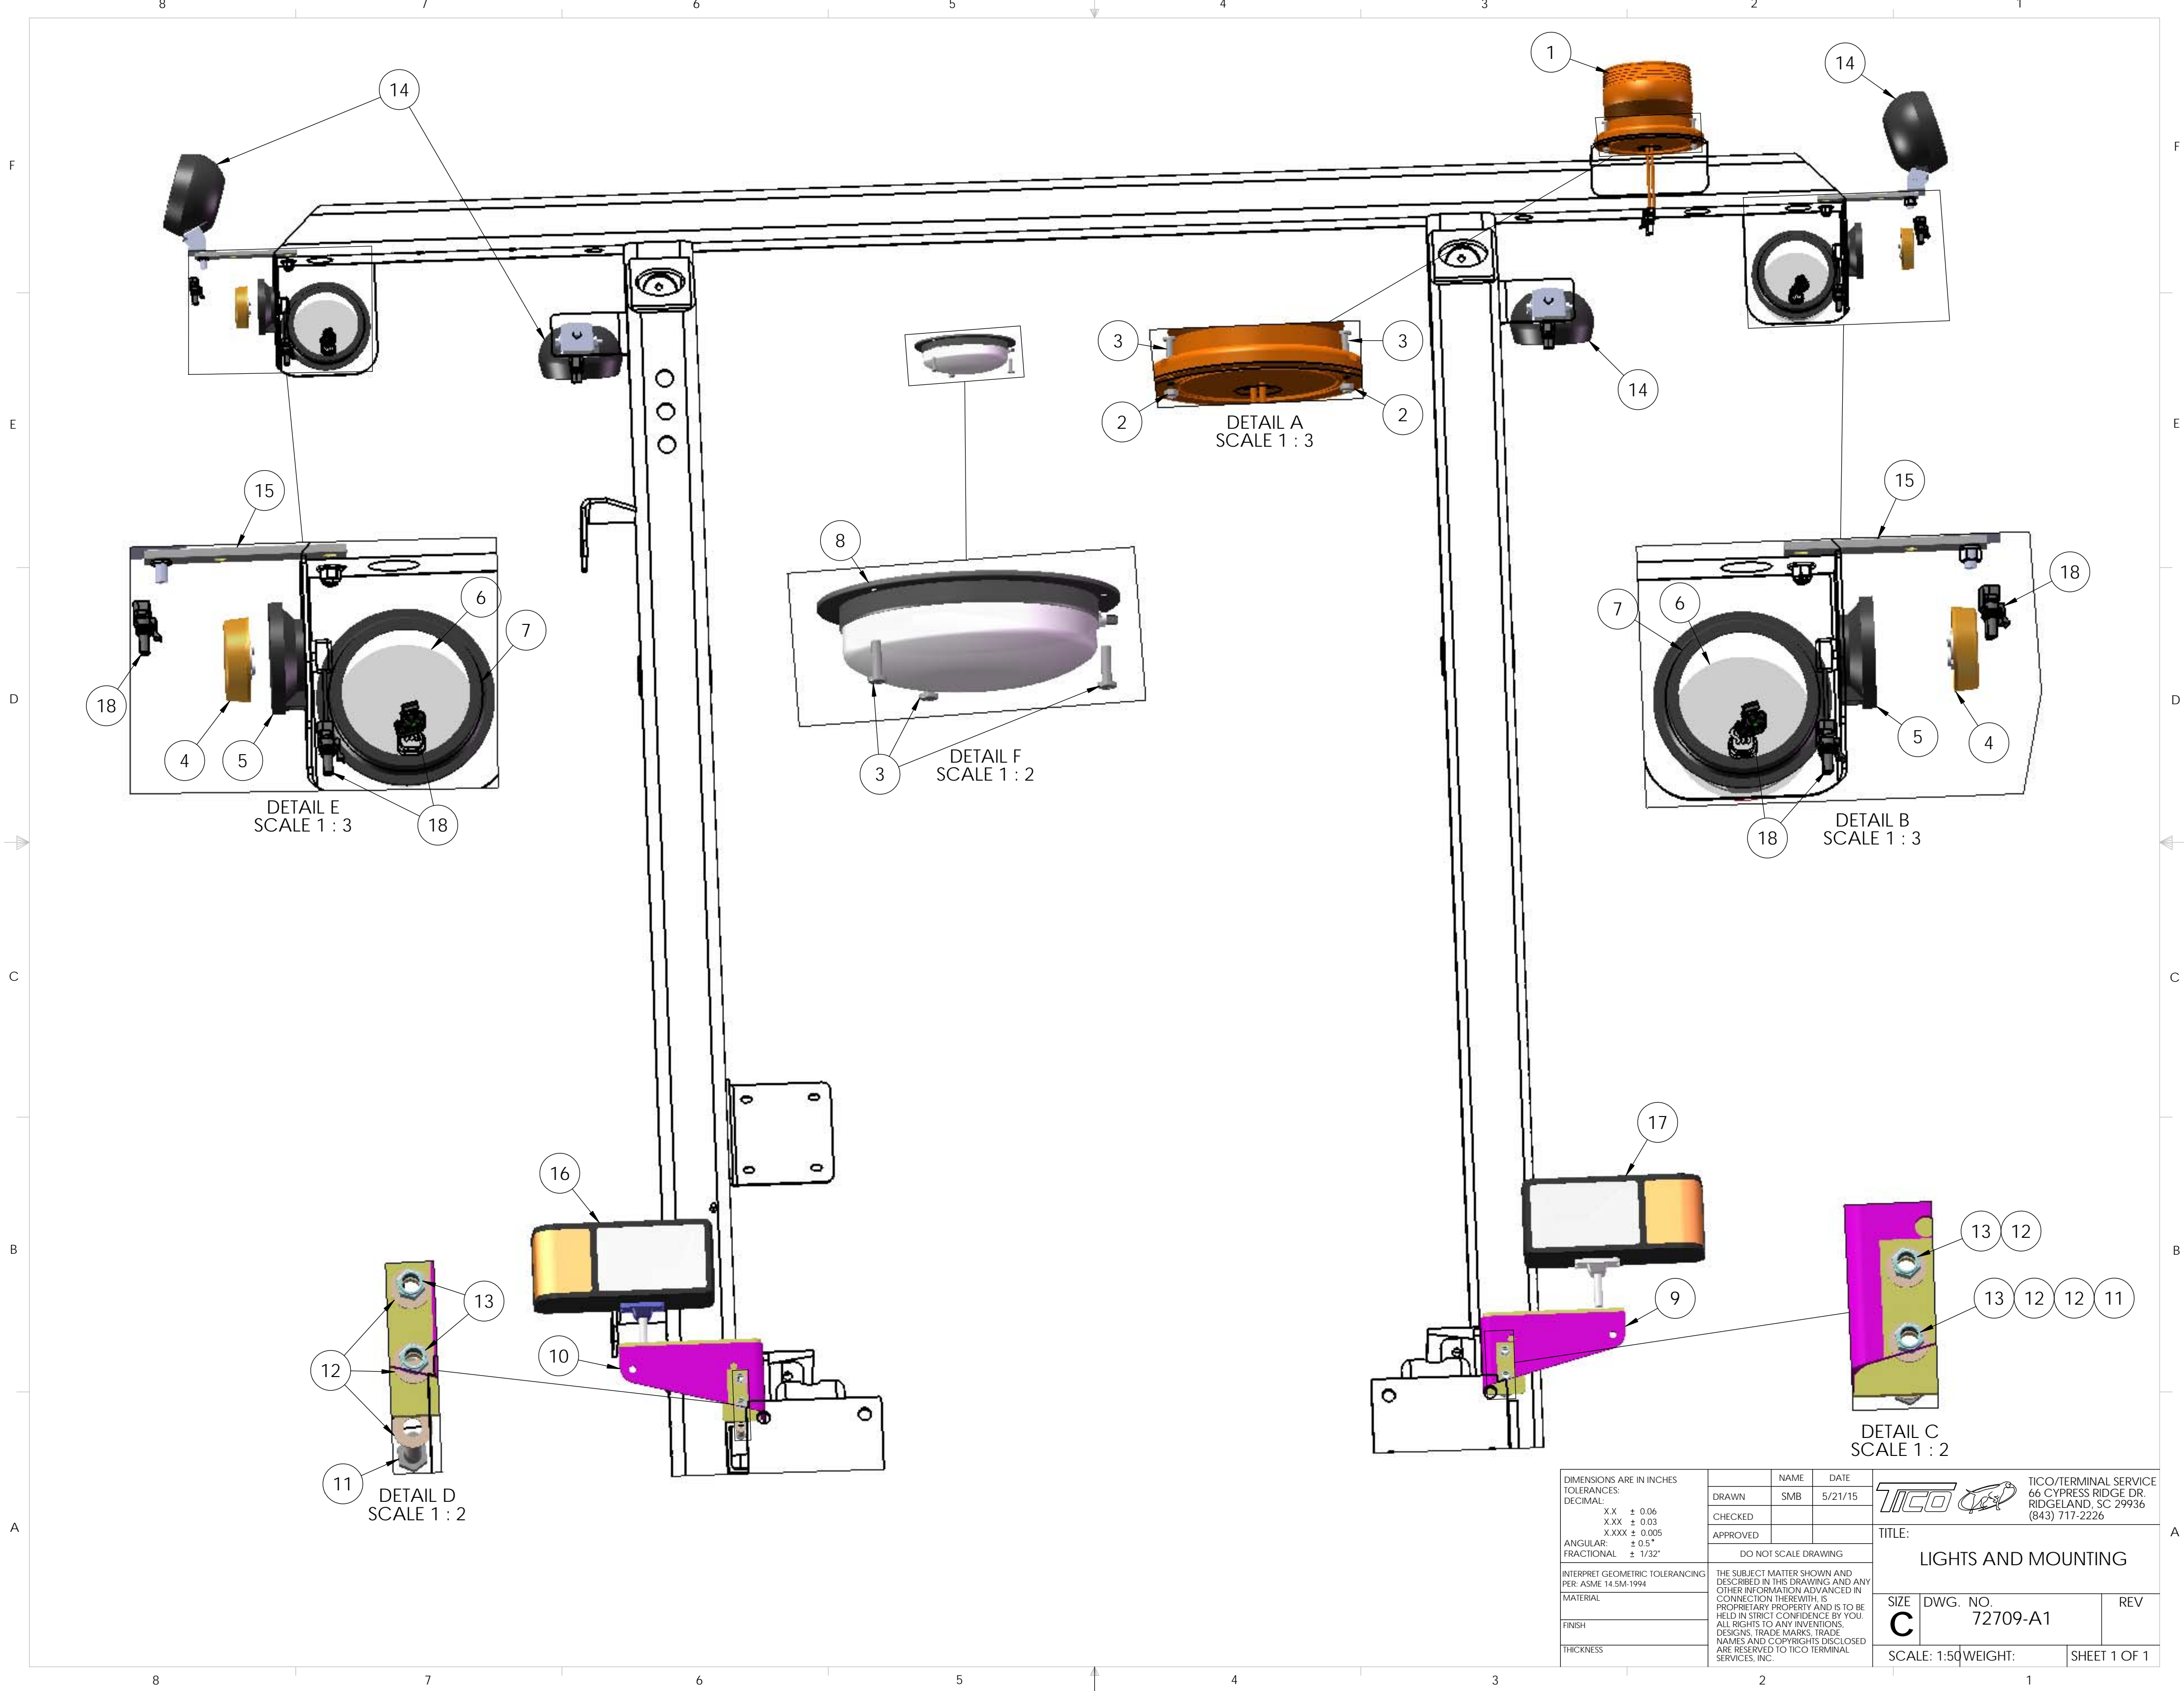 8 7 6 5 4 3 2 1
F
F
E
E
D
D
C
C
B
B
A
A
14
1
14
3
3
14
2
2
DETAIL A
SCALE 1 : 3
15
8
15
18
6
7
7
6
18
4
5
5
4
3
18
18
DETAIL E
SCALE 1 : 3
DETAIL F
SCALE 1 : 2
DETAIL B
SCALE 1 : 3
17
16
13 12
13
13 12 12 11
9
10
12
11
DETAIL D
SCALE 1 : 2
DETAIL C
SCALE 1 : 2
DIMENSIONS ARE IN INCHES
TOLERANCES:
DECIMAL:
X.X ± 0.06
X.XX ± 0.03
X.XXX ± 0.005
ANGULAR: ± 0.5°
FRACTIONAL ± 1/32"
INTERPRET GEOMETRIC TOLERANCING
PER: ASME 14.5M-1994
MATERIAL
FINISH
THICKNESS
NAME DATE
DRAWN SMB 5/21/15
CHECKED
APPROVED
DO NOT SCALE DRAWING
THE SUBJECT MATTER SHOWN AND
DESCRIBED IN THIS DRAWING AND ANY
OTHER INFORMATION ADVANCED IN
CONNECTION THEREWITH, IS
PROPRIETARY PROPERTY AND IS TO BE
HELD IN STRICT CONFIDENCE BY YOU.
ALL RIGHTS TO ANY INVENTIONS,
DESIGNS, TRADE MARKS, TRADE
NAMES AND COPYRIGHTS DISCLOSED
ARE RESERVED TO TICO TERMINAL
SERVICES, INC.
TICO
TICO/TERMINAL SERVICE
66 CYPRESS RIDGE DR.
RIDGELAND, SC 29936
(843) 717-2226
TITLE:
LIGHTS AND MOUNTING
SIZE DWG. NO. REV
C 72709-A1
SCALE: 1:50 WEIGHT: SHEET 1 OF 1
8 7 6 5 4 3 2 1